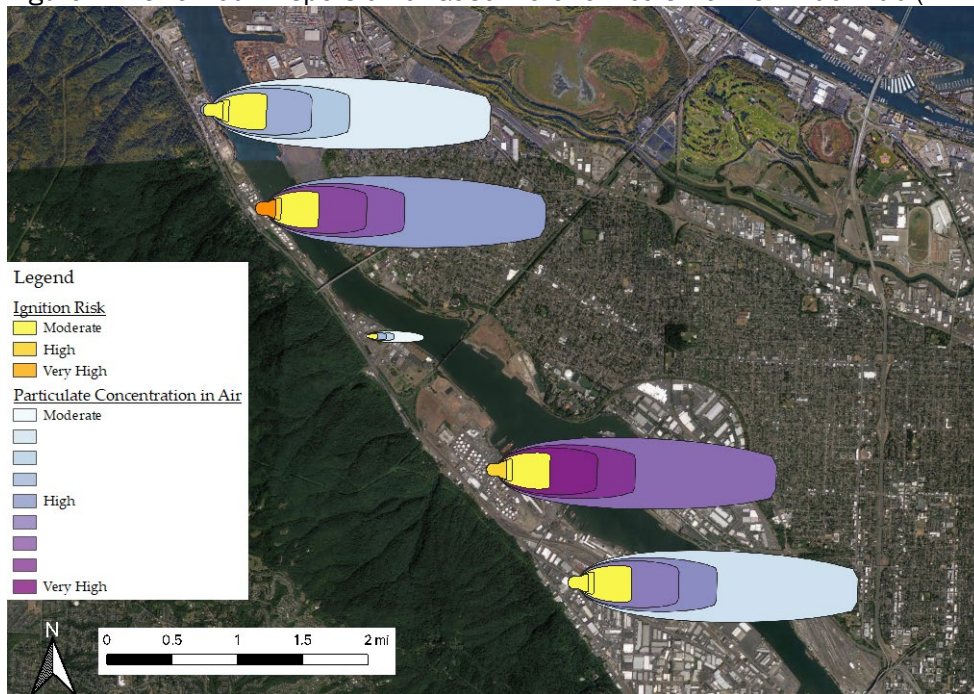 Legend
Ignition Risk
Moderate
High
Very High
Particulate Concentration in Air
Moderate
High
Very High
N
0 0.5 1 1.5 2 mi